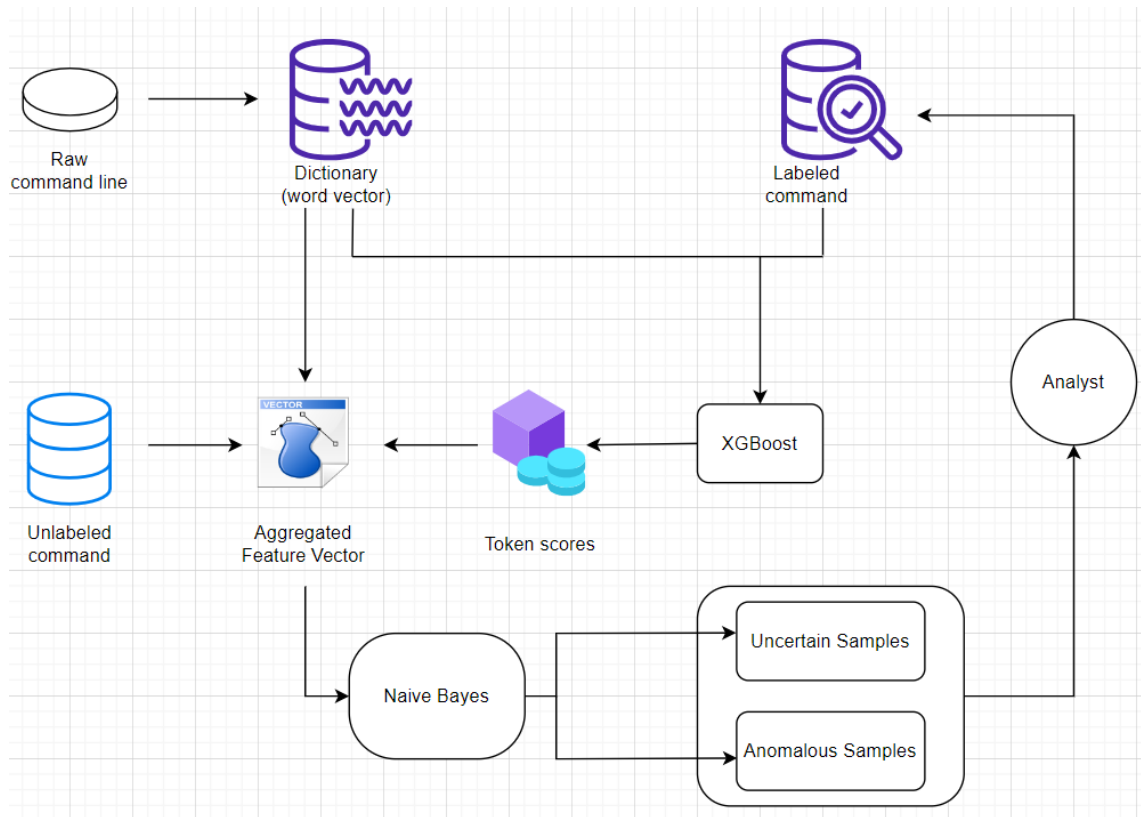 Raw
command line
Dictionary
(word vector)
Labeled
command
Analyst
VECTOR
XGBoost
Unlabeled
command
Aggregated
Feature Vector
Token scores
Naive Bayes
Uncertain Samples
Anomalous Samples